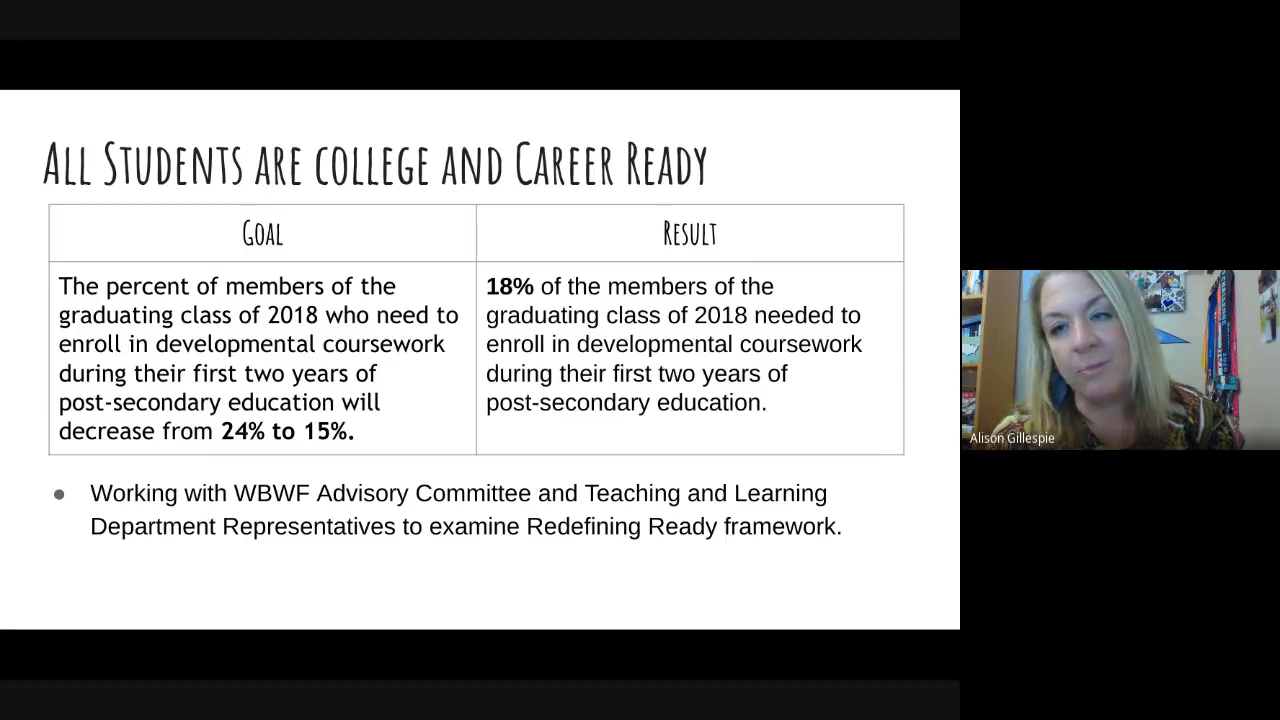 All Students are college and Career Ready
Goal
Result
The percent of members of the
graduating class of 2018 who need to
enroll in developmental coursework
during their first two years of
post-secondary education will
decrease from 24% to 15%.
18% of the members of the
graduating class of 2018 needed to
enroll in developmental coursework
during their first two years of
post-secondary education.
● Working with WBWF Advisory Committee and Teaching and Learning
Department Representatives to examine Redefining Ready framework.
Alison Gillespie